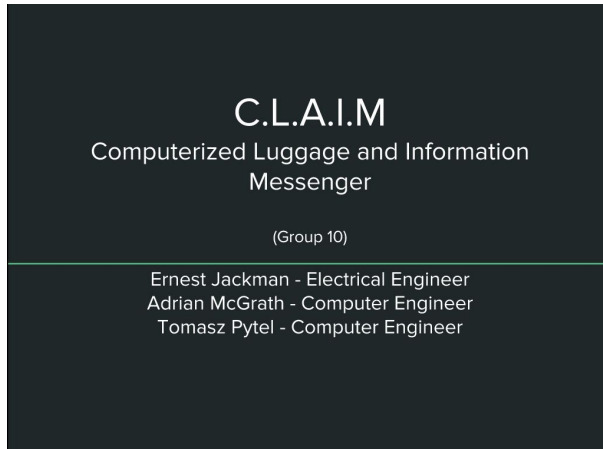 C.L.A.I.M
Computerized Luggage and Information
Messenger
(Group 10)
Ernest Jackman - Electrical Engineer
Adrian McGrath - Computer Engineer
Tomasz Pytel - Computer Engineer